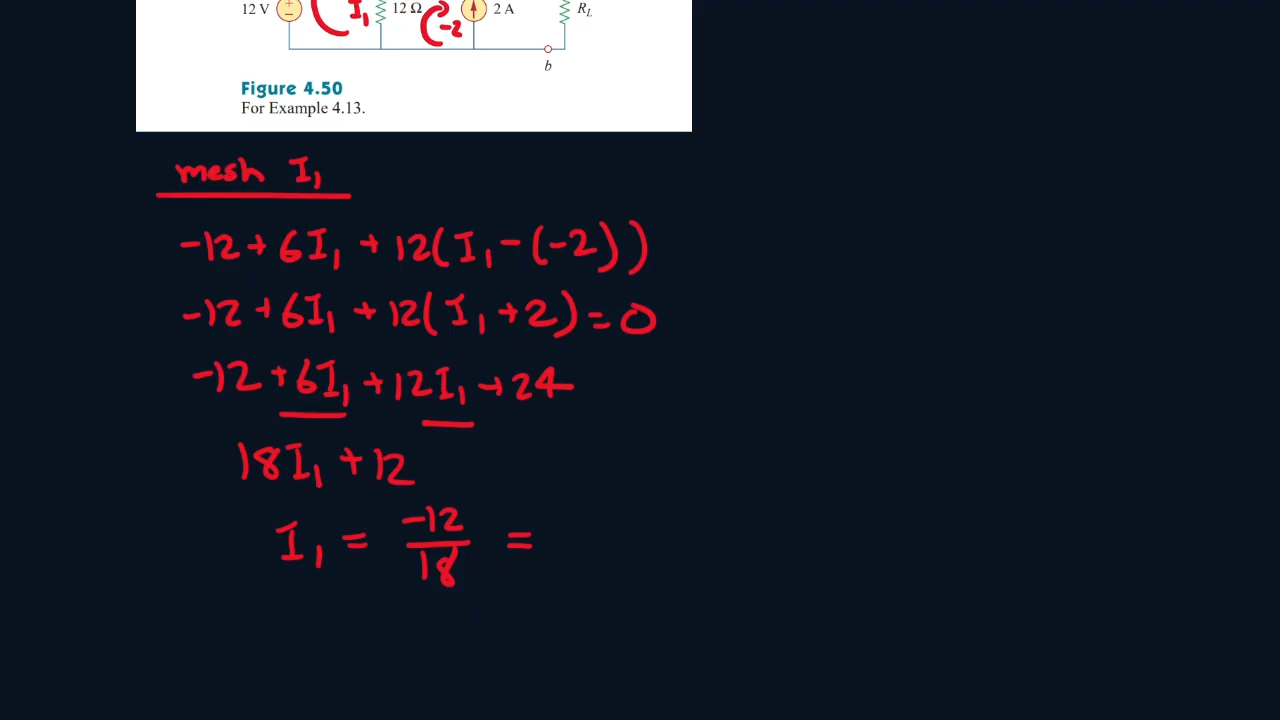 12 V I₁ 12 Ω -2 2 A R_L
b
Figure 4.50
For Example 4.13.
mesh I₁
-12 + 6I₁ + 12(I₁ - (-2))
-12 + 6I₁ + 12(I₁ + 2) = 0
-12 + 6I₁ + 12I₁ + 24
18I₁ + 12
I₁ = -12/18 =